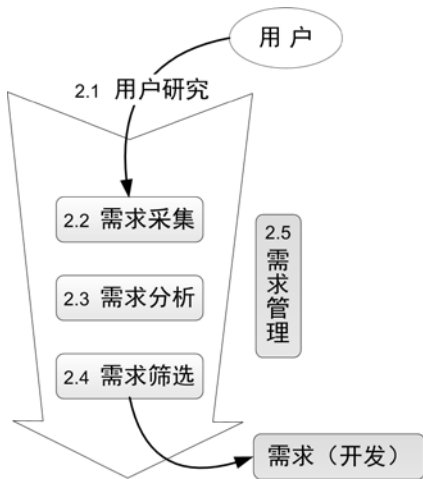 用户
2.1 用户研究
2.2 需求采集
2.3 需求分析
2.4 需求筛选
2.5
需求管理
需求（开发）